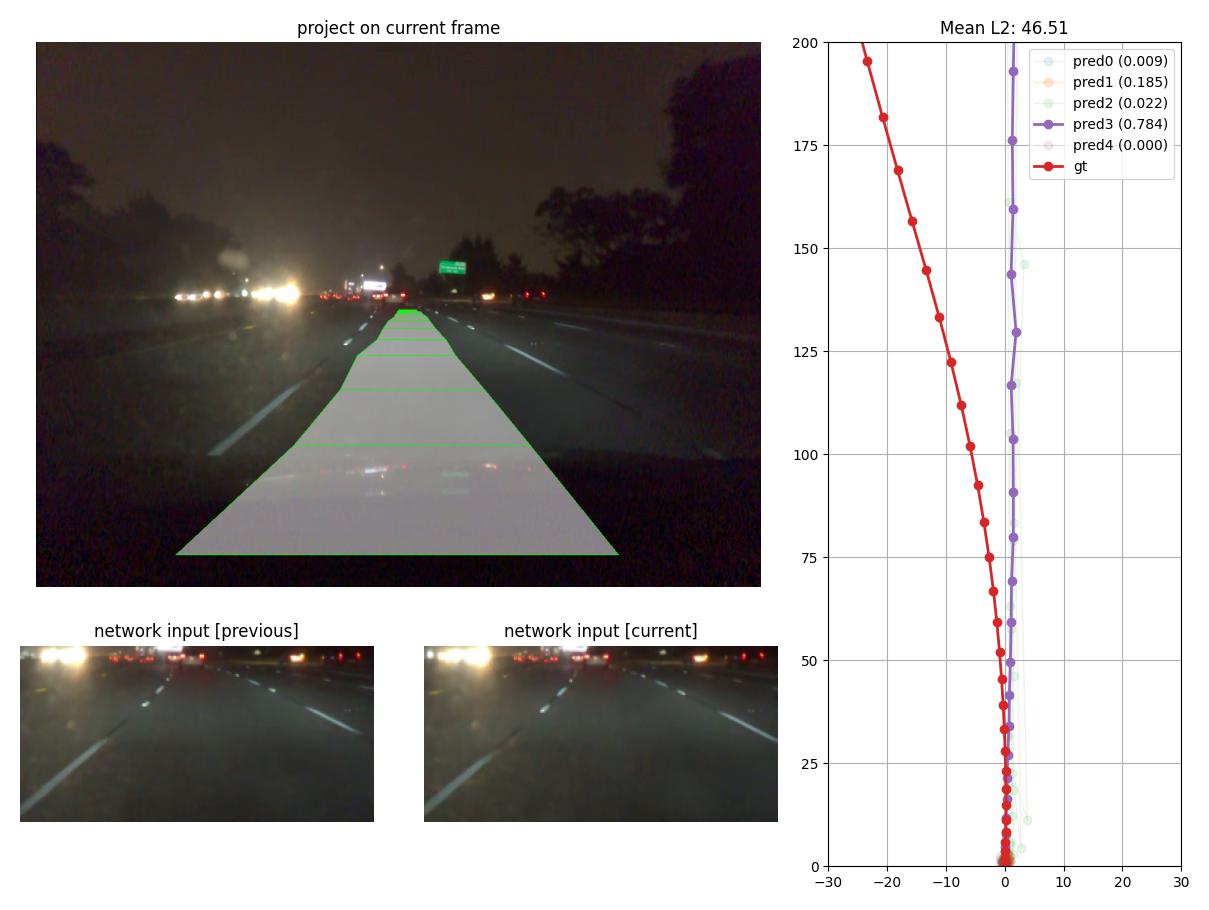 project on current frame
Mean L2: 46.51
200
175
150
125
100
75
50
25
0
−30
−20
−10
0
10
20
30
pred0 (0.009)
pred1 (0.185)
pred2 (0.022)
pred3 (0.784)
pred4 (0.000)
gt
network input [previous]
network input [current]